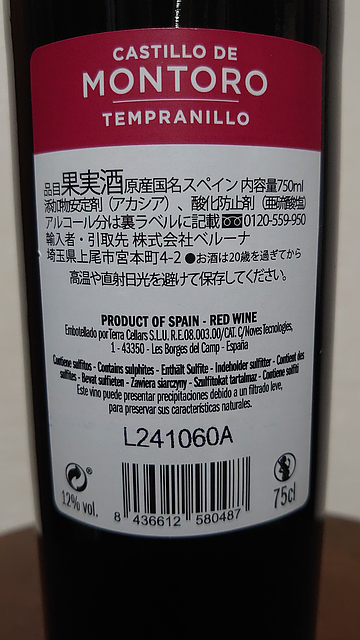 CASTILLO DE
MONTORO
TEMPRANILLO
品目果実酒 原産国名スペイン 内容量750ml
添加物安定剤（アカシア）、酸化防止剤（亜硫酸塩）
アルコール分は裏ラベルに記載 0120-559-950
輸入者・引取先 株式会社ベルーナ
埼玉県上尾市宮本町4-2 ●お酒は20歳を過ぎてから
高温や直射日光を避けて保存してください。
PRODUCT OF SPAIN - RED WINE
Embotellado por Terra Cellars S.L.U. R.E.08.003.00/CAT. C/Noves Tecnologies,
1 - 43350 - Les Borges del Camp - España
Contiene sulfitos - Contains sulphites - Enthält Sulfite - Indeholder sulfitter - Contient des
sulfites - Bevat sulfieten - Zawiera siarczyny - Szulfitokat tartalmaz - Contiene solfiti
Este vino puede presentar precipitaciones debido a un filtrado leve,
para preservar sus características naturales.
L241060A
®
12% vol.
75cl
8 436612 580487